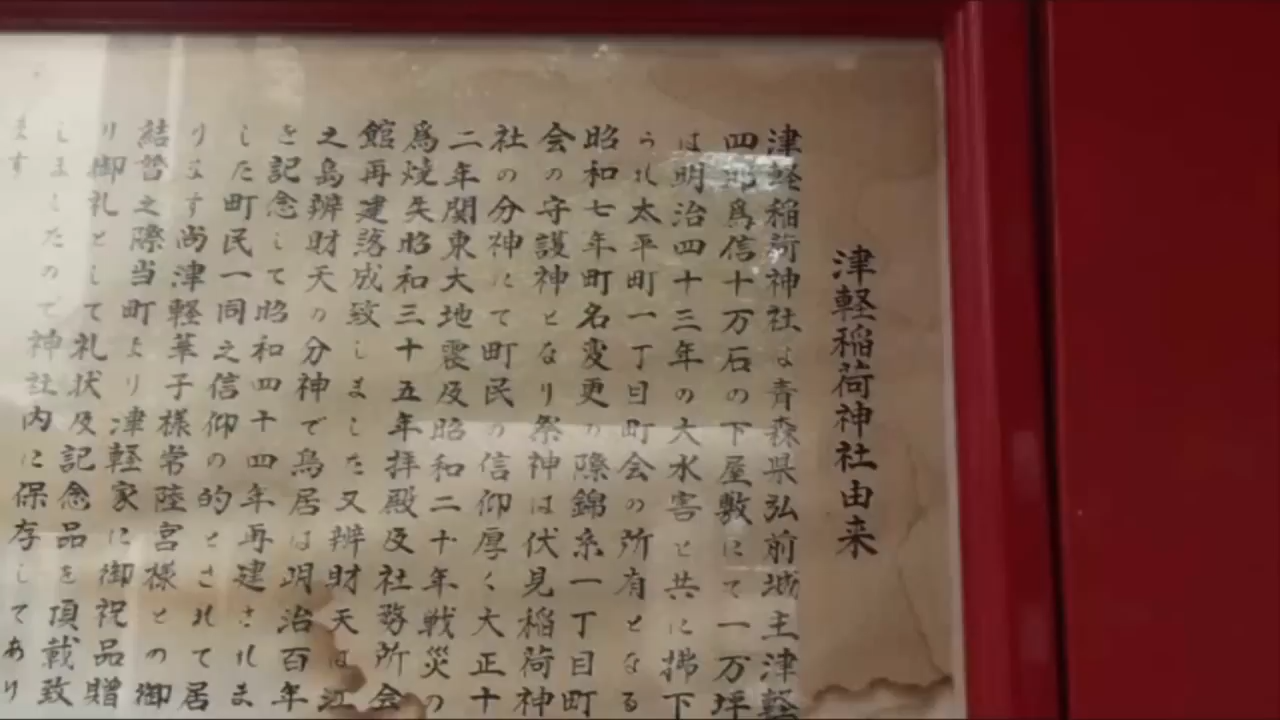 津軽稲荷神社由来
津軽稲荷神社は青森県弘前城主津軽
四郎爲信十万石の下屋敷にて一万坪
は明治四十三年の大水害と共に拂下
られ太平町一丁目町会の所有となる
昭和七年町名変更の際錦糸一丁目町
会の守護神となり祭神は伏見稲荷神
社の分神にて町民の信仰厚く大正十
二年関東大地震及昭和二十年戦災の
爲焼失昭和三十五年拝殿及社務所会
館再建落成致しました又辨財天は江
之島辨財天の分神で鳥居は明治百年
を記念して昭和四十四年再建されま
した町民一同之信仰の的とされて居
ります尚津軽華子様常陸宮様との御
結婚之際当町より津軽家に御祝品贈
り御礼として礼状及記念品を頂載致
しましたので神社内に保存してあり
ます